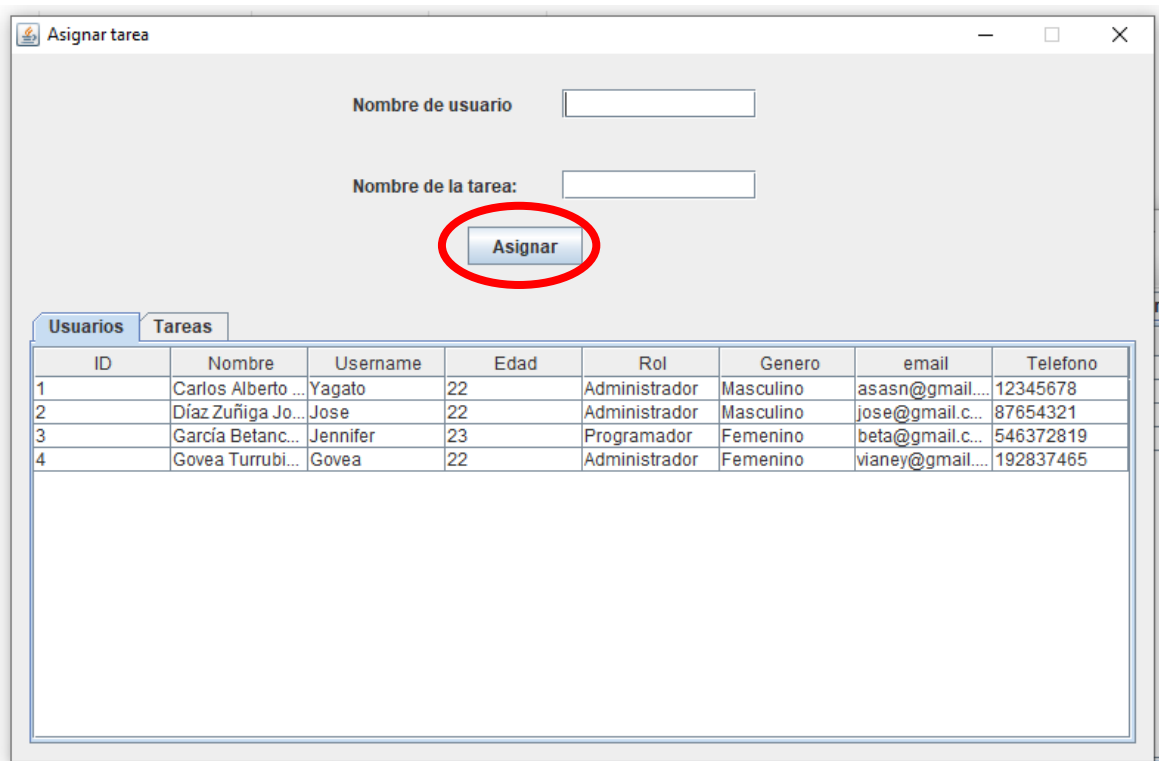 Asignar tarea
Nombre de usuario
Nombre de la tarea:
Asignar
Usuarios Tareas
ID Nombre Username Edad Rol Genero email Telefono
1 Carlos Alberto ... Yagato 22 Administrador Masculino asasn@gmail.... 12345678
2 Díaz Zuñiga Jo... Jose 22 Administrador Masculino jose@gmail.c... 87654321
3 García Betanc... Jennifer 23 Programador Femenino beta@gmail.c... 546372819
4 Govea Turrubi... Govea 22 Administrador Femenino vianey@gmail.... 192837465